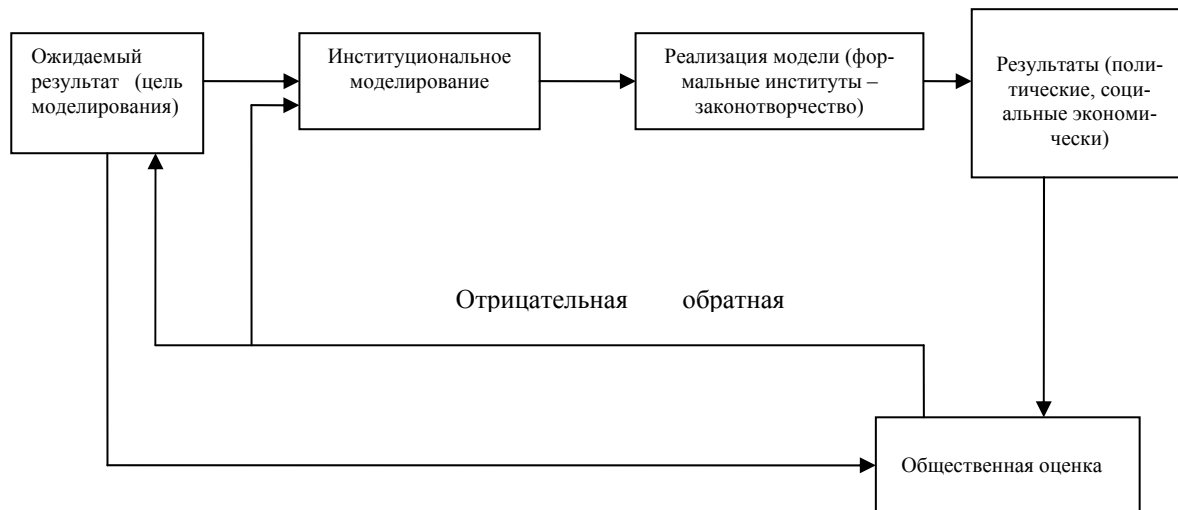 Ожидаемый
результат (цель
моделирования)
Институциональное
моделирование
Реализация модели (фор-
мальные институты –
законотворчество)
Результаты (поли-
тические, соци-
альные экономи-
чески)
Отрицательная обратная
Общественная оценка